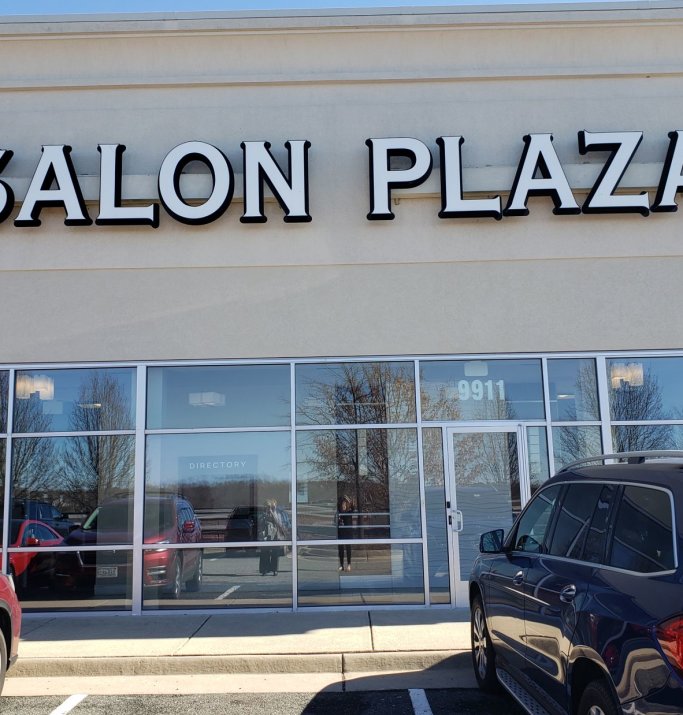 SALON PLAZA
9911
DIRECTORY